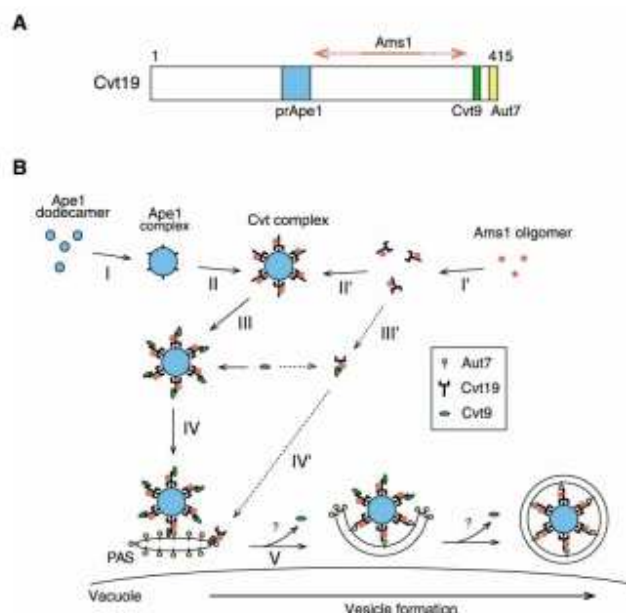 A
Ams1
1
415
Cvt19
prApe1
Cvt9
Aut7
B
Ape1
dodecamer
Ape1
complex
Cvt complex
Ams1 oligomer
I
II
II'
I'
III
III'
Aut7
Cvt19
Cvt9
IV
IV'
?
?
PAS
V
Vacuole
Vesicle formation